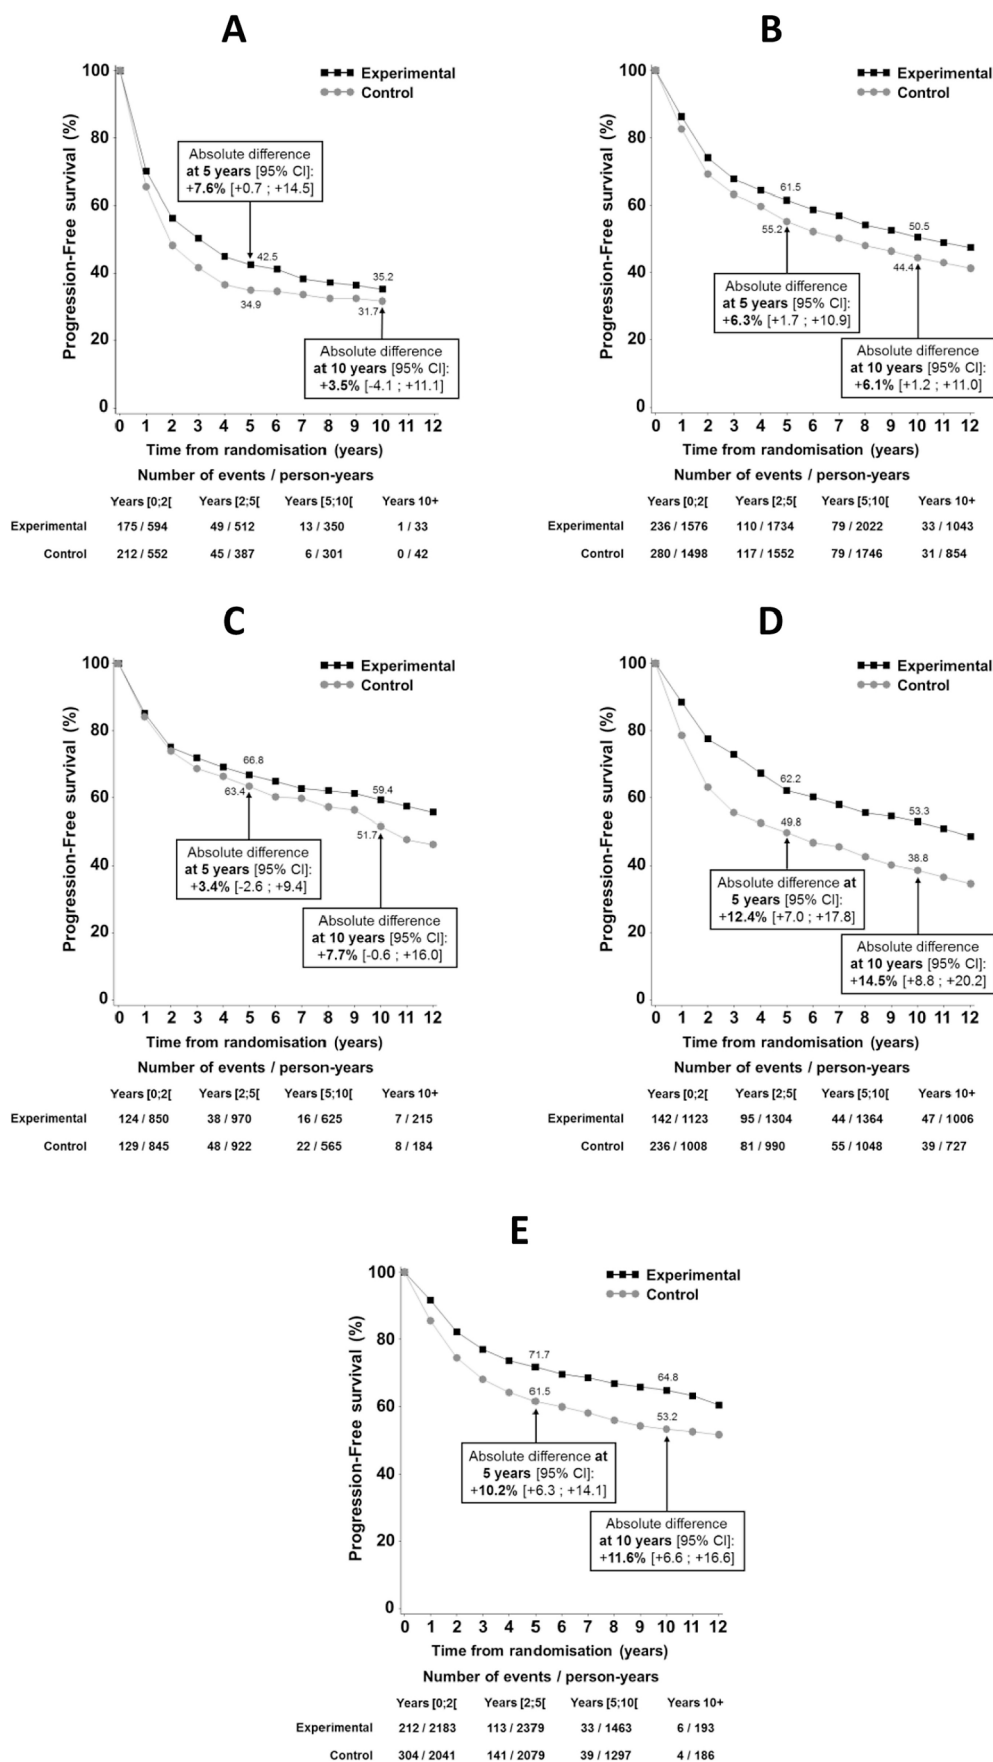 A
Progression-Free survival (%)
100
80
60
40
20
0
Experimental
Control
Absolute difference
at 5 years [95% CI]:
+7.6% [+0.7 ; +14.5]
42.5
34.9
35.2
31.7
Absolute difference
at 10 years [95% CI]:
+3.5% [-4.1 ; +11.1]
0 1 2 3 4 5 6 7 8 9 10 11 12
Time from randomisation (years)
Number of events / person-years
Years [0;2[ Years [2;5[ Years [5;10[ Years 10+
Experimental 175 / 594 49 / 512 13 / 350 1 / 33
Control 212 / 552 45 / 387 6 / 301 0 / 42
B
Progression-Free survival (%)
100
80
60
40
20
0
Experimental
Control
61.5
55.2
50.5
44.4
Absolute difference
at 5 years [95% CI]:
+6.3% [+1.7 ; +10.9]
Absolute difference
at 10 years [95% CI]:
+6.1% [+1.2 ; +11.0]
0 1 2 3 4 5 6 7 8 9 10 11 12
Time from randomisation (years)
Number of events / person-years
Years [0;2[ Years [2;5[ Years [5;10[ Years 10+
Experimental 236 / 1576 110 / 1734 79 / 2022 33 / 1043
Control 280 / 1498 117 / 1552 79 / 1746 31 / 854
C
Progression-Free survival (%)
100
80
60
40
20
0
Experimental
Control
66.8
63.4
59.4
51.7
Absolute difference
at 5 years [95% CI]:
+3.4% [-2.6 ; +9.4]
Absolute difference
at 10 years [95% CI]:
+7.7% [-0.6 ; +16.0]
0 1 2 3 4 5 6 7 8 9 10 11 12
Time from randomisation (years)
Number of events / person-years
Years [0;2[ Years [2;5[ Years [5;10[ Years 10+
Experimental 124 / 850 38 / 970 16 / 625 7 / 215
Control 129 / 845 48 / 922 22 / 565 8 / 184
D
Progression-Free survival (%)
100
80
60
40
20
0
Experimental
Control
62.2
49.8
53.3
38.8
Absolute difference at
5 years [95% CI]:
+12.4% [+7.0 ; +17.8]
Absolute difference
at 10 years [95% CI]:
+14.5% [+8.8 ; +20.2]
0 1 2 3 4 5 6 7 8 9 10 11 12
Time from randomisation (years)
Number of events / person-years
Years [0;2[ Years [2;5[ Years [5;10[ Years 10+
Experimental 142 / 1123 95 / 1304 44 / 1364 47 / 1006
Control 236 / 1008 81 / 990 55 / 1048 39 / 727
E
Progression-Free survival (%)
100
80
60
40
20
0
Experimental
Control
71.7
61.5
64.8
53.2
Absolute difference at
5 years [95% CI]:
+10.2% [+6.3 ; +14.1]
Absolute difference
at 10 years [95% CI]:
+11.6% [+6.6 ; +16.6]
0 1 2 3 4 5 6 7 8 9 10 11 12
Time from randomisation (years)
Number of events / person-years
Years [0;2[ Years [2;5[ Years [5;10[ Years 10+
Experimental 212 / 2183 113 / 2379 33 / 1463 6 / 193
Control 304 / 2041 141 / 2079 39 / 1297 4 / 186